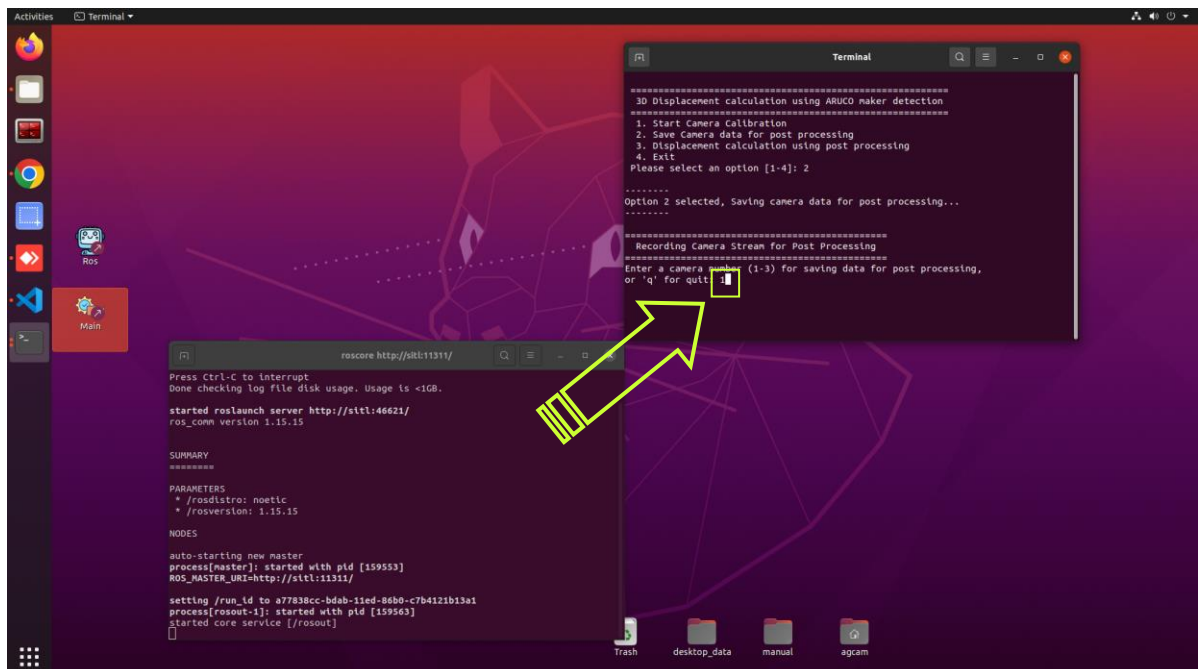 Activities
Terminal
Terminal
==========================================================
3D Displacement calculation using ARUCO maker detection
==========================================================
1. Start Camera Calibration
2. Save Camera data for post processing
3. Displacement calculation using post processing
4. Exit
Please select an option [1-4]: 2
--------
Option 2 selected, Saving camera data for post processing...
--------
================================================
Recording Camera Stream for Post Processing
================================================
Enter a camera number (1-3) for saving data for post processing,
or 'q' for quit: 1
Ros
Main
roscore http://sitl:11311/
Press Ctrl-C to interrupt
Done checking log file disk usage. Usage is <1GB.
started roslaunch server http://sitl:46621/
ros_comm version 1.15.15
SUMMARY
========
PARAMETERS
* /rosdistro: noetic
* /rosversion: 1.15.15
NODES
auto-starting new master
process[master]: started with pid [159553]
ROS_MASTER_URI=http://sitl:11311/
setting /run_id to a77838cc-bdab-11ed-86b0-c7b4121b13a1
process[rosout-1]: started with pid [159563]
started core service [/rosout]
Trash
desktop_data
manual
agcam